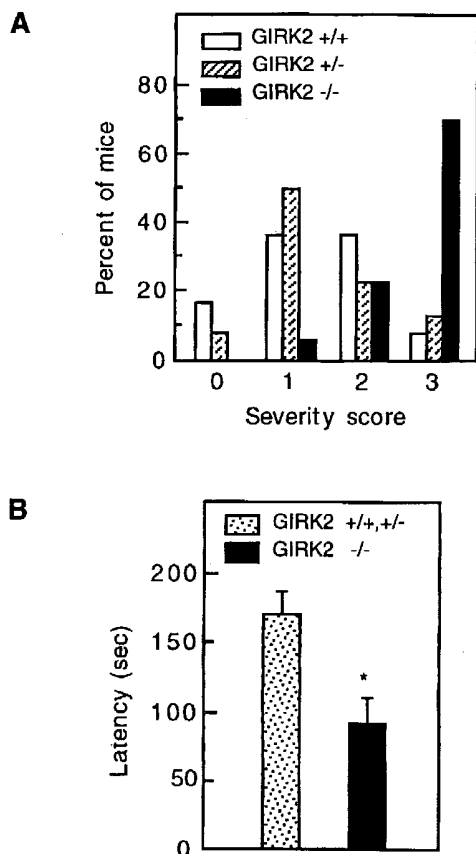 A
GIRK2 +/+
GIRK2 +/-
GIRK2 -/-
Percent of mice
80
60
40
20
0
0 1 2 3
Severity score
B
GIRK2 +/+,+/-
GIRK2 -/-
Latency (sec)
200
150
100
50
0
*